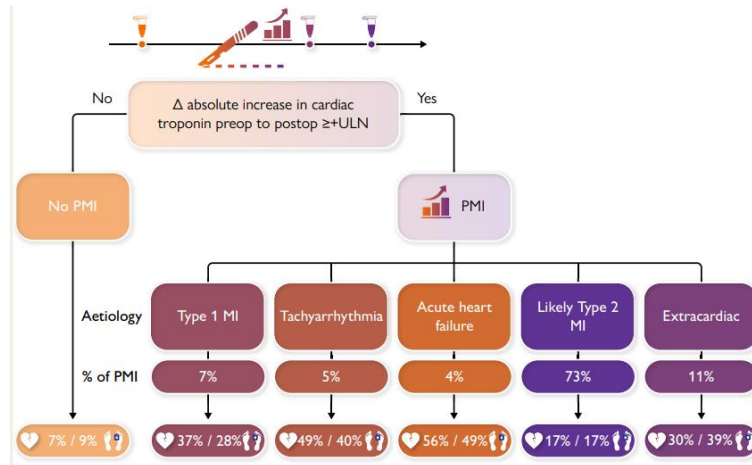 No
Δ absolute increase in cardiac
troponin preop to postop ≥+ULN
Yes
No PMI
PMI
Aetiology
Type 1 MI
Tachyarrhythmia
Acute heart
failure
Likely Type 2
MI
Extracardiac
% of PMI
7%
5%
4%
73%
11%
7% / 9%
37% / 28%
49% / 40%
56% / 49%
17% / 17%
30% / 39%